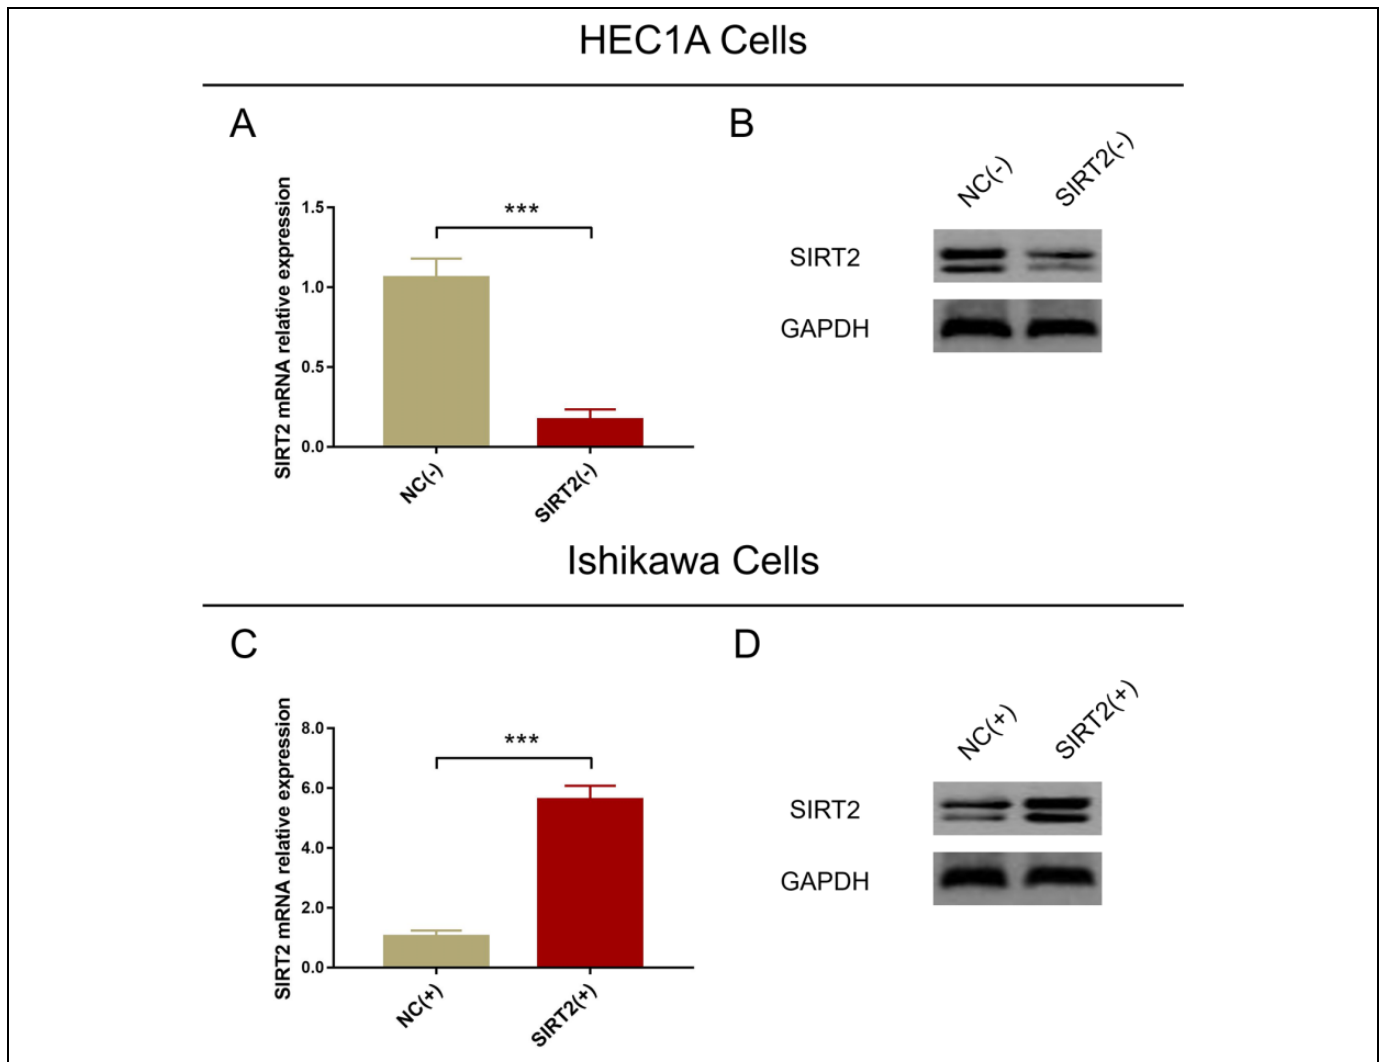 HEC1A Cells
A
B
SIRT2 mRNA relative expression
1.5
1.0
0.5
0.0
***
NC(-)
SIRT2(-)
NC(-)
SIRT2(-)
SIRT2
GAPDH
Ishikawa Cells
C
D
SIRT2 mRNA relative expression
8.0
6.0
4.0
2.0
0.0
***
NC(+)
SIRT2(+)
NC(+)
SIRT2(+)
SIRT2
GAPDH